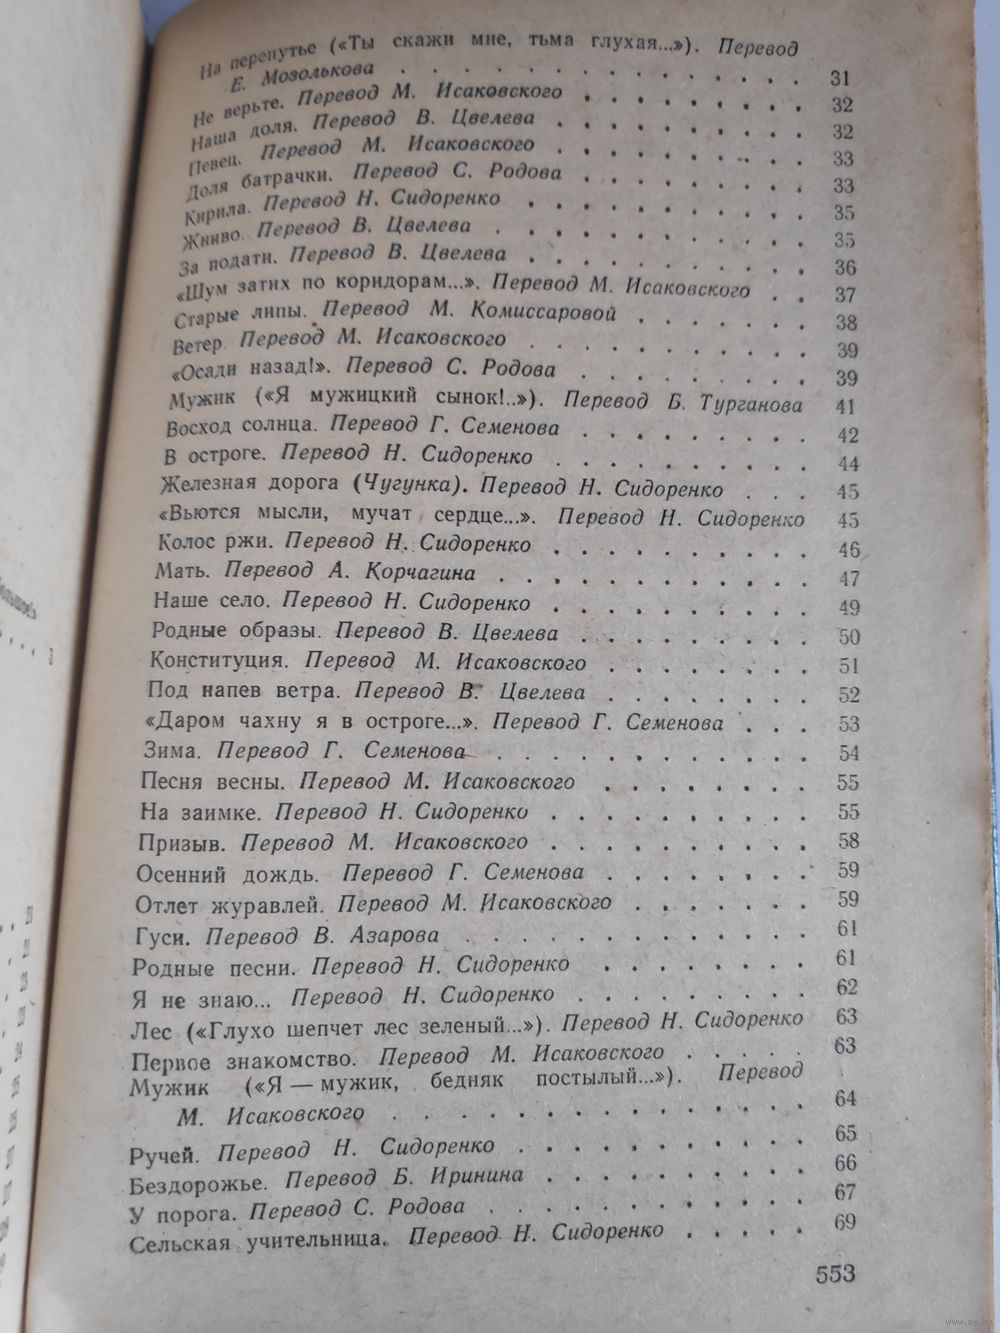 На перепутье («Ты скажи мне, тьма глухая...»). Перевод
Е. Мозолькова . . . . . . . . . . . . . . . 31
Не верьте. Перевод М. Исаковского . . . . . . . . 32
Наша доля. Перевод В. Цвелева . . . . . . . . . 32
Певец. Перевод М. Исаковского . . . . . . . . . 33
Доля батрачки. Перевод С. Родова . . . . . . . . 33
Кирила. Перевод Н. Сидоренко . . . . . . . . . . 35
Жниво. Перевод В. Цвелева . . . . . . . . . . . 35
За подати. Перевод В. Цвелева . . . . . . . . . . 36
«Шум затих по коридорам...». Перевод М. Исаковского . . 37
Старые липы. Перевод М. Комиссаровой . . . . . . . 38
Ветер. Перевод М. Исаковского . . . . . . . . . . 39
«Осади назад!». Перевод С. Родова . . . . . . . . . 39
Мужик («Я мужицкий сынок!..»). Перевод Б. Турганова 41
Восход солнца. Перевод Г. Семенова . . . . . . . . 42
В остроге. Перевод Н. Сидоренко . . . . . . . . . . 44
Железная дорога (Чугунка). Перевод Н. Сидоренко . . . 45
«Вьются мысли, мучат сердце...». Перевод Н. Сидоренко 45
Колос ржи. Перевод Н. Сидоренко . . . . . . . . . . 46
Мать. Перевод А. Корчагина . . . . . . . . . . . . 47
Наше село. Перевод Н. Сидоренко . . . . . . . . . . 49
Родные образы. Перевод В. Цвелева . . . . . . . . . 50
Конституция. Перевод М. Исаковского . . . . . . . . 51
Под напев ветра. Перевод В. Цвелева . . . . . . . . 52
«Даром чахну я в остроге...». Перевод Г. Семенова . . . 53
Зима. Перевод Г. Семенова . . . . . . . . . . . . 54
Песня весны. Перевод М. Исаковского . . . . . . . . 55
На заимке. Перевод Н. Сидоренко . . . . . . . . . . 55
Призыв. Перевод М. Исаковского . . . . . . . . . . 58
Осенний дождь. Перевод Г. Семенова . . . . . . . . 59
Отлет журавлей. Перевод М. Исаковского . . . . . . . 59
Гуси. Перевод В. Азарова . . . . . . . . . . . . . 61
Родные песни. Перевод Н. Сидоренко . . . . . . . . 61
Я не знаю... Перевод Н. Сидоренко . . . . . . . . . 62
Лес («Глухо шепчет лес зеленый...»). Перевод Н. Сидоренко 63
Первое знакомство. Перевод М. Исаковского . . . . . 63
Мужик («Я — мужик, бедняк постылый...»). Перевод
М. Исаковского . . . . . . . . . . . . . . . 64
Ручей. Перевод Н. Сидоренко . . . . . . . . . . . 65
Бездорожье. Перевод Б. Иринина . . . . . . . . . . 66
У порога. Перевод С. Родова . . . . . . . . . . . . 67
Сельская учительница. Перевод Н. Сидоренко . . . . . 69
553
www.ay.by